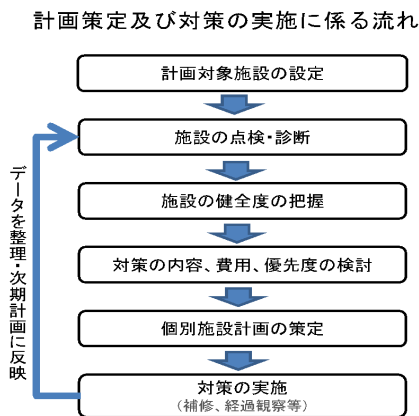 計画策定及び対策の実施に係る流れ
計画対象施設の設定
施設の点検・診断
施設の健全度の把握
対策の内容、費用、優先度の検討
個別施設計画の策定
対策の実施
(補修、経過観察等)
データを整理・次期計画に反映